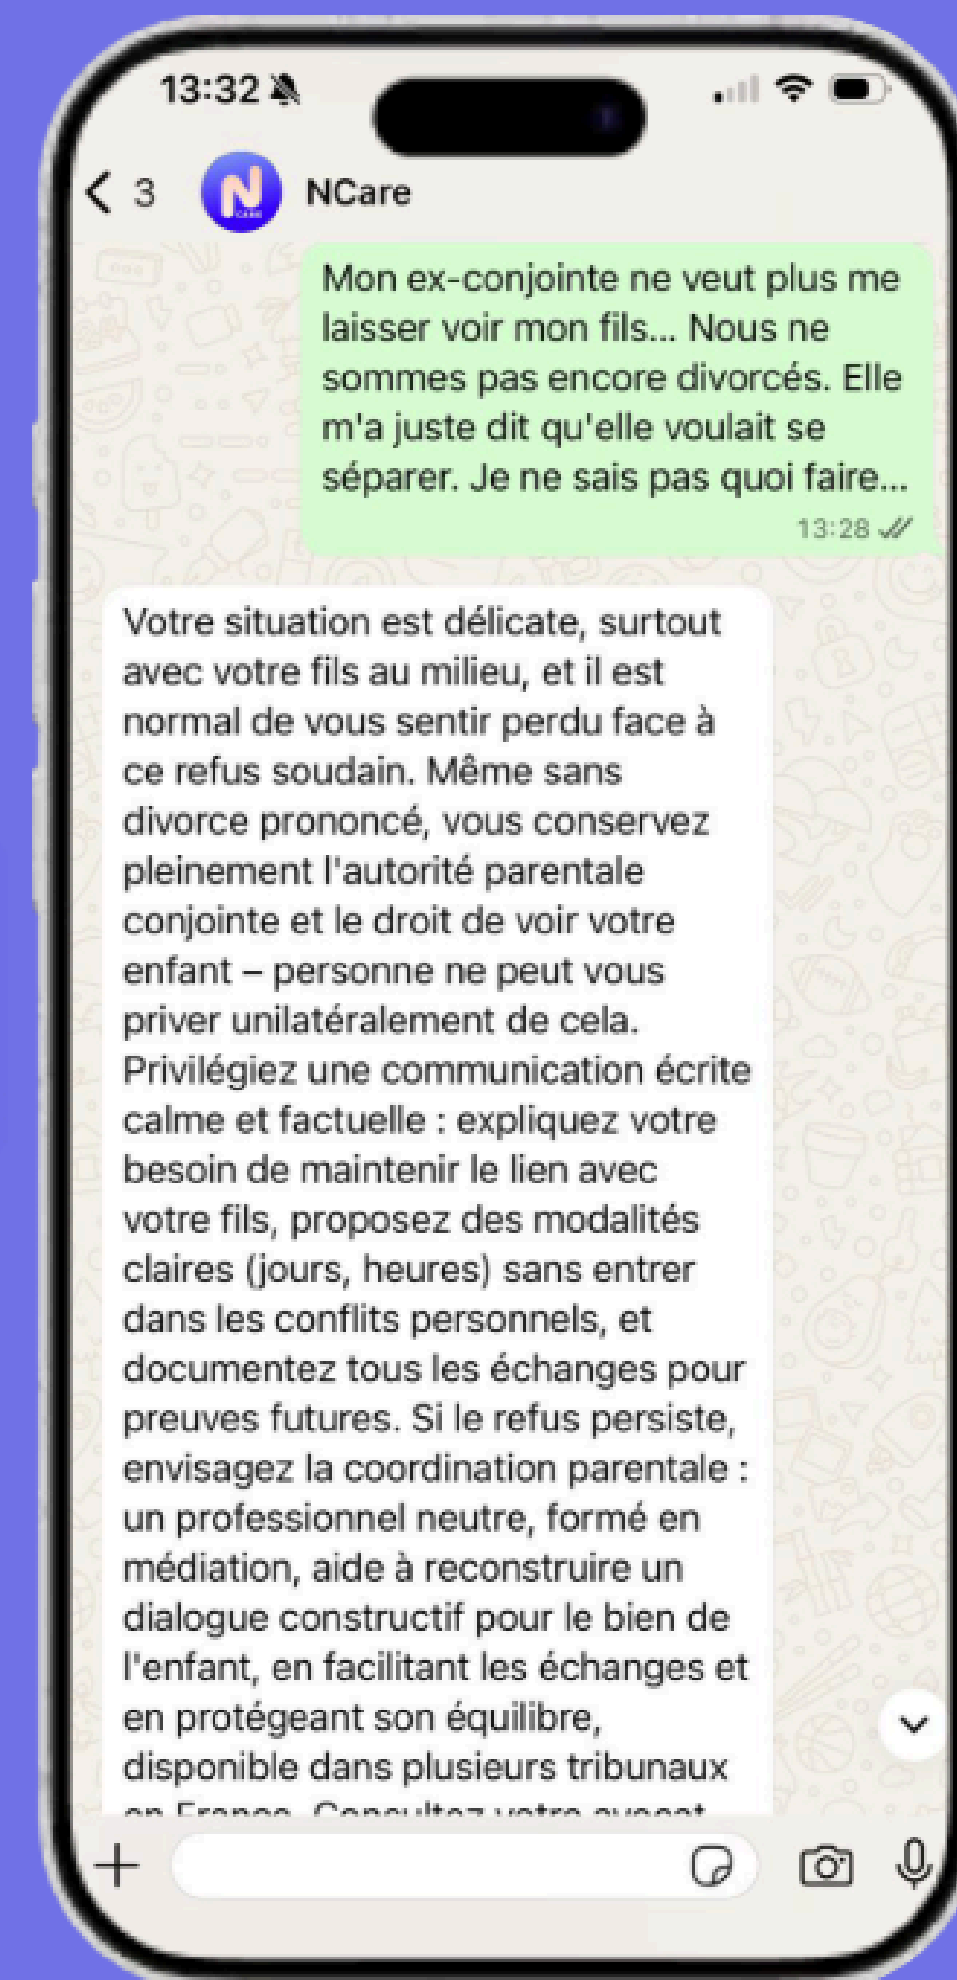 13:32
3
N
CARE
NCare
Mon ex-conjointe ne veut plus me
laisser voir mon fils... Nous ne
sommes pas encore divorcés. Elle
m'a juste dit qu'elle voulait se
séparer. Je ne sais pas quoi faire...
13:28
Votre situation est délicate, surtout
avec votre fils au milieu, et il est
normal de vous sentir perdu face à
ce refus soudain. Même sans
divorce prononcé, vous conservez
pleinement l'autorité parentale
conjointe et le droit de voir votre
enfant – personne ne peut vous
priver unilatéralement de cela.
Privilégiez une communication écrite
calme et factuelle : expliquez votre
besoin de maintenir le lien avec
votre fils, proposez des modalités
claires (jours, heures) sans entrer
dans les conflits personnels, et
documentez tous les échanges pour
preuves futures. Si le refus persiste,
envisagez la coordination parentale :
un professionnel neutre, formé en
médiation, aide à reconstruire un
dialogue constructif pour le bien de
l'enfant, en facilitant les échanges et
en protégeant son équilibre,
disponible dans plusieurs tribunaux
en France. Consultez votre avocat